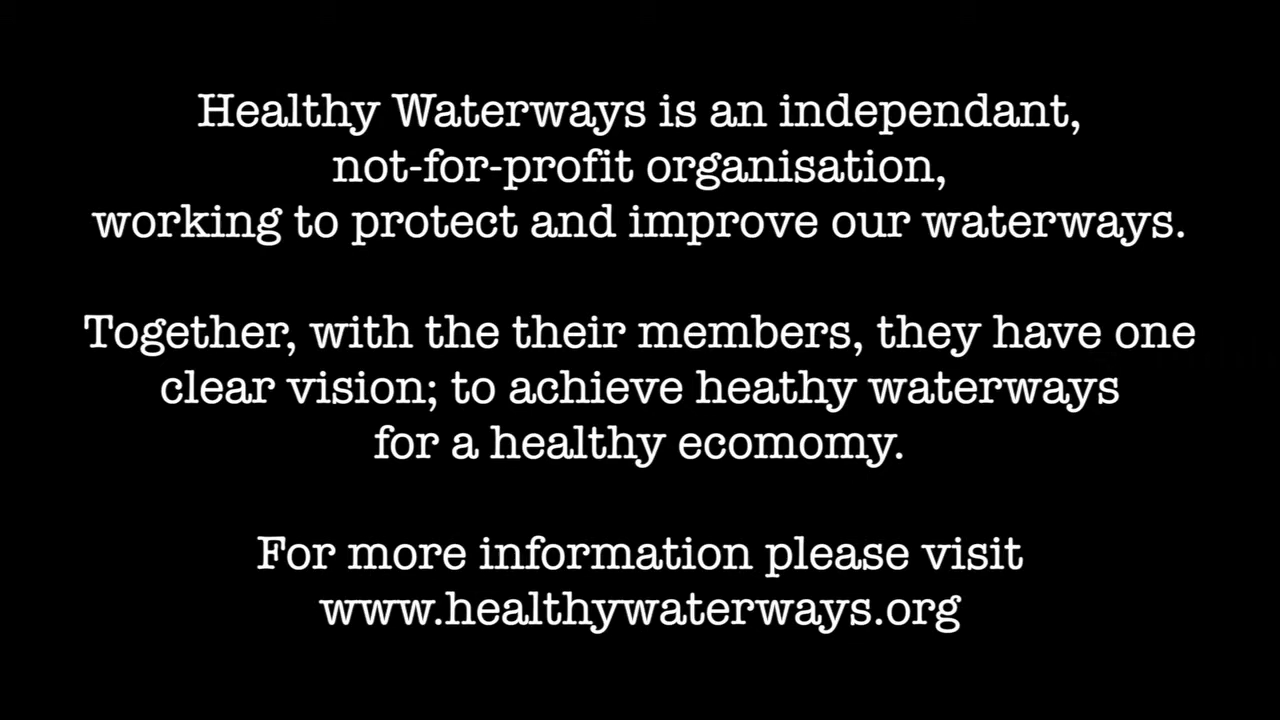 Healthy Waterways is an independant,
not-for-profit organisation,
working to protect and improve our waterways.
Together, with the their members, they have one
clear vision; to achieve heathy waterways
for a healthy ecomomy.
For more information please visit
www.healthywaterways.org